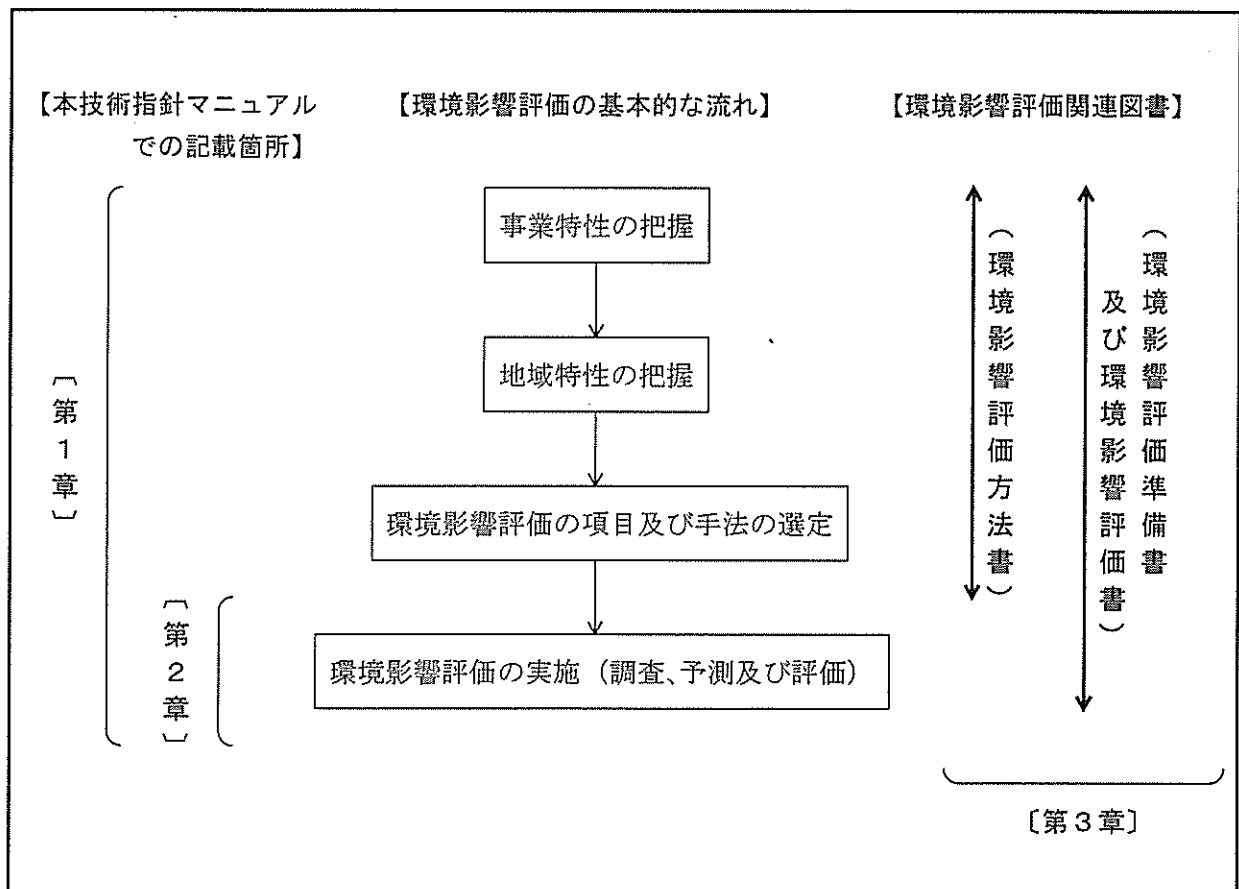 【本技術指針マニュアル
での記載箇所】
【環境影響評価の基本的な流れ】
【環境影響評価関連図書】
事業特性の把握
地域特性の把握
環境影響評価の項目及び手法の選定
環境影響評価の実施（調査、予測及び評価）
〔第１章〕
〔第２章〕
（環境影響評価方法書）
（環境影響評価準備書
及び環境影響評価書）
〔第３章〕